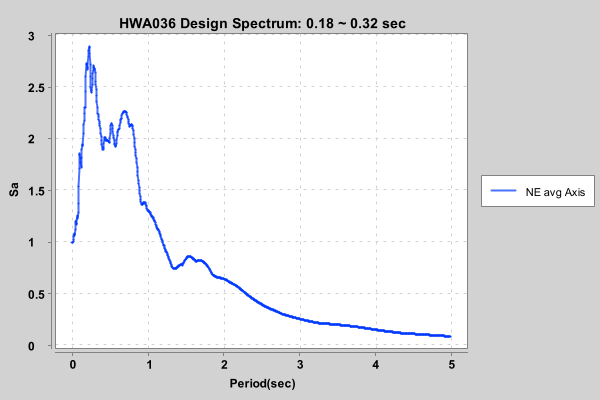 HWA036 Design Spectrum: 0.18 ~ 0.32 sec
3
2.5
2
1.5
1
0.5
0
Sa
NE avg Axis
0 1 2 3 4 5
Period(sec)